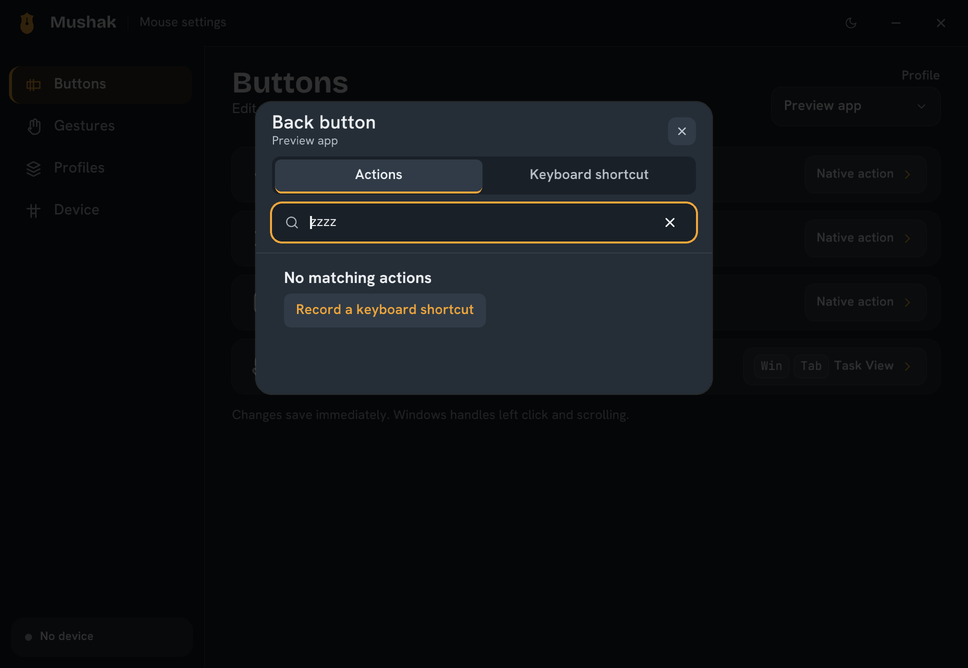 Mushak
Mouse settings
Buttons
Gestures
Profiles
Device
No device
Buttons
Edit
Profile
Preview app
Native action
Native action
Native action
Win Tab Task View
Changes save immediately. Windows handles left click and scrolling.
Back button
Preview app
Actions
Keyboard shortcut
zzzz
No matching actions
Record a keyboard shortcut